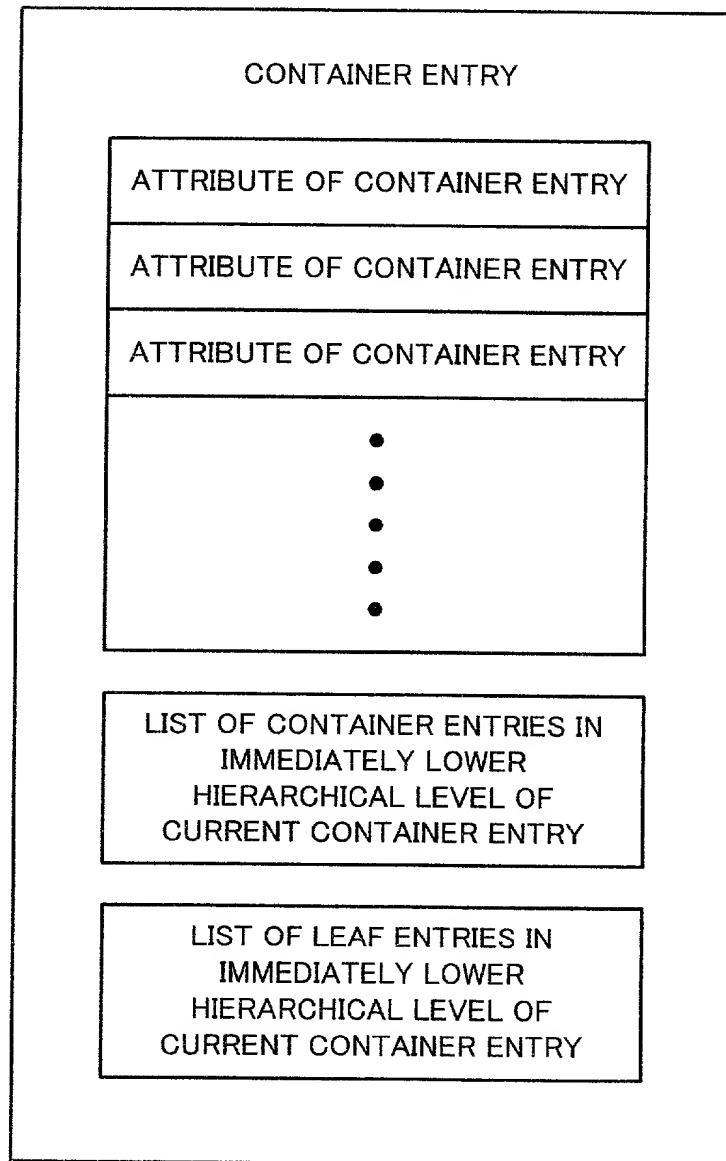 CONTAINER ENTRY
ATTRIBUTE OF CONTAINER ENTRY
ATTRIBUTE OF CONTAINER ENTRY
ATTRIBUTE OF CONTAINER ENTRY
LIST OF CONTAINER ENTRIES IN
IMMEDIATELY LOWER
HIERARCHICAL LEVEL OF
CURRENT CONTAINER ENTRY
LIST OF LEAF ENTRIES IN
IMMEDIATELY LOWER
HIERARCHICAL LEVEL OF
CURRENT CONTAINER ENTRY